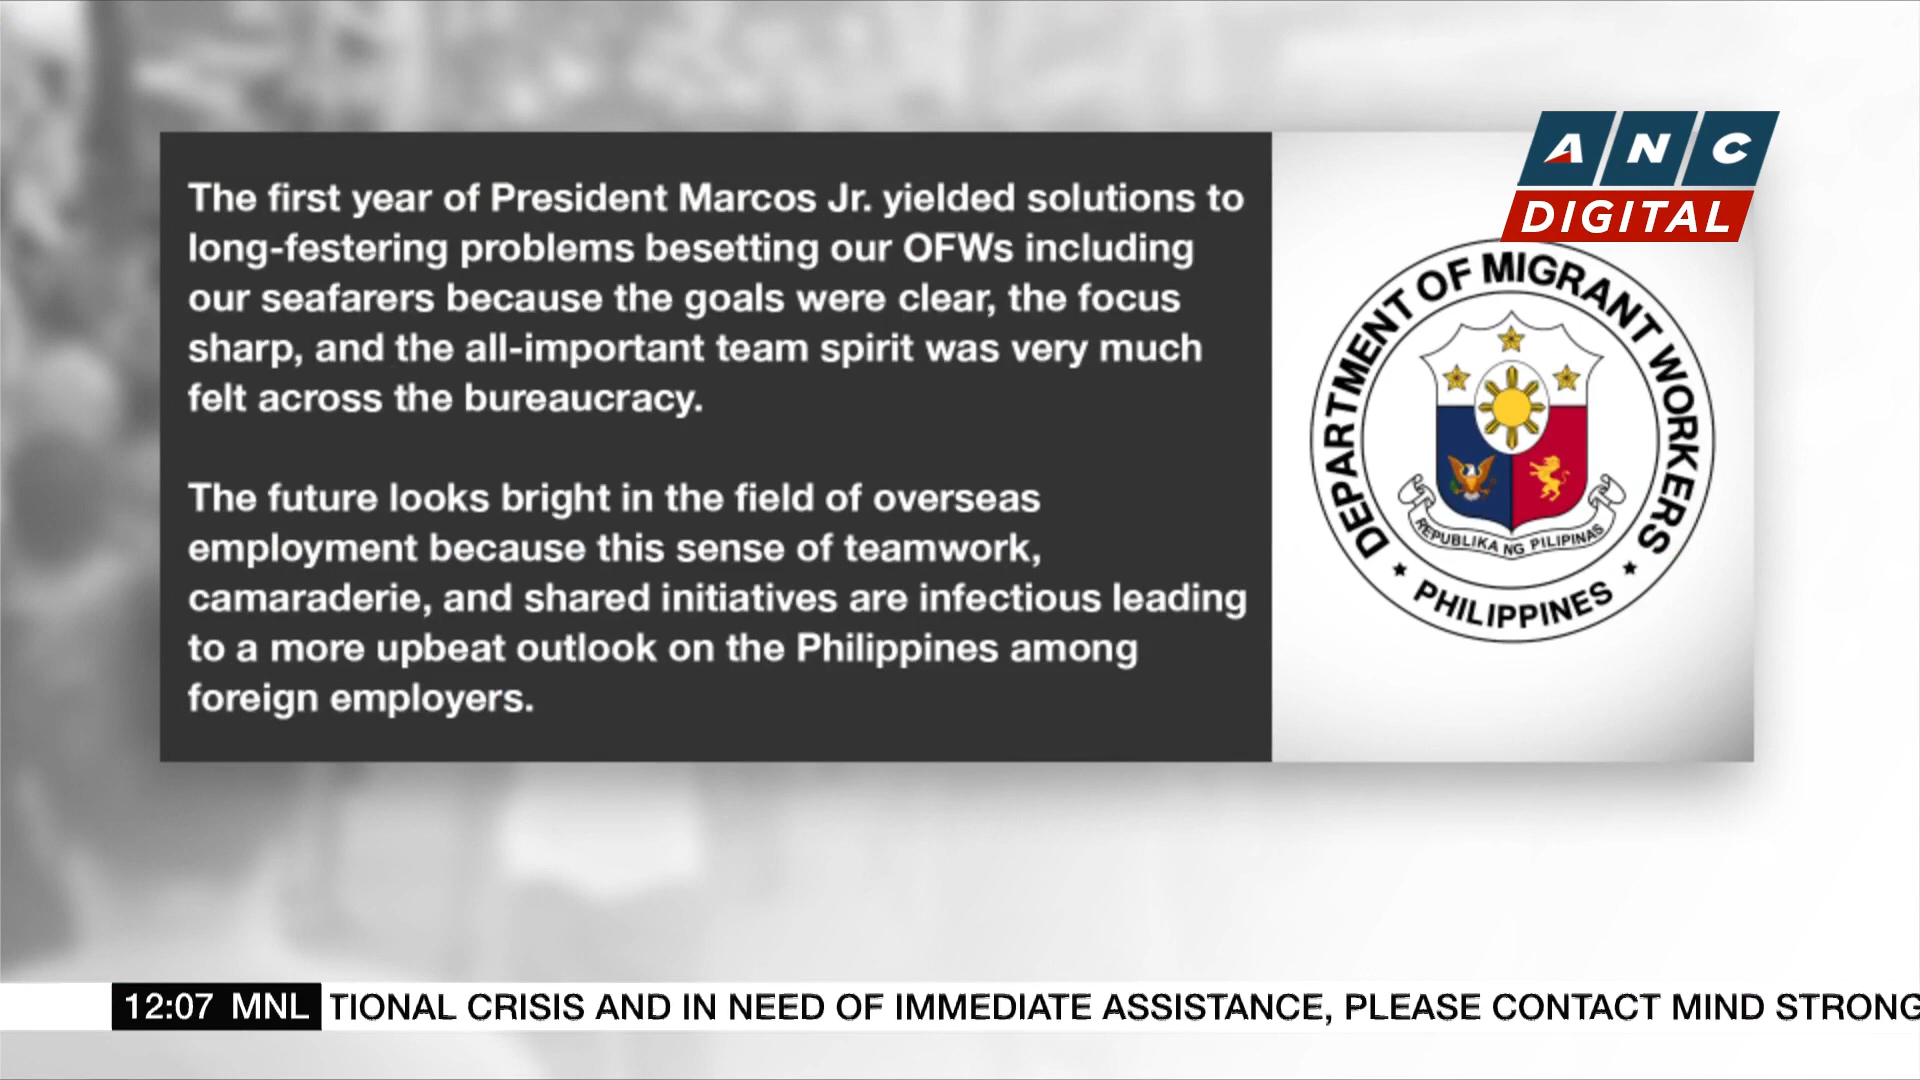 ANC
DIGITAL
The first year of President Marcos Jr. yielded solutions to
long-festering problems besetting our OFWs including
our seafarers because the goals were clear, the focus
sharp, and the all-important team spirit was very much
felt across the bureaucracy.
The future looks bright in the field of overseas
employment because this sense of teamwork,
camaraderie, and shared initiatives are infectious leading
to a more upbeat outlook on the Philippines among
foreign employers.
DEPARTMENT OF MIGRANT WORKERS
REPUBLIKA NG PILIPINAS
PHILIPPINES
12:07 MNL TIONAL CRISIS AND IN NEED OF IMMEDIATE ASSISTANCE, PLEASE CONTACT MIND STRONG